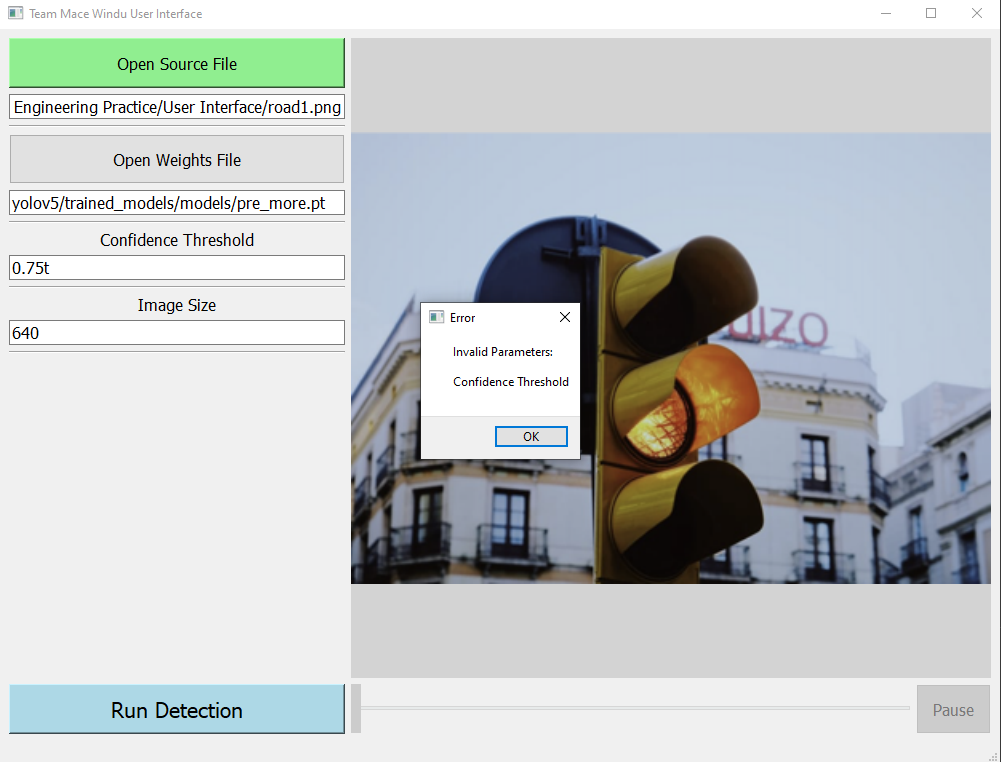 Team Mace Windu User Interface
Open Source File
Engineering Practice/User Interface/road1.png
Open Weights File
yolov5/trained_models/models/pre_more.pt
Confidence Threshold
0.75t
Image Size
640
Error
Invalid Parameters:
Confidence Threshold
OK
Run Detection
Pause